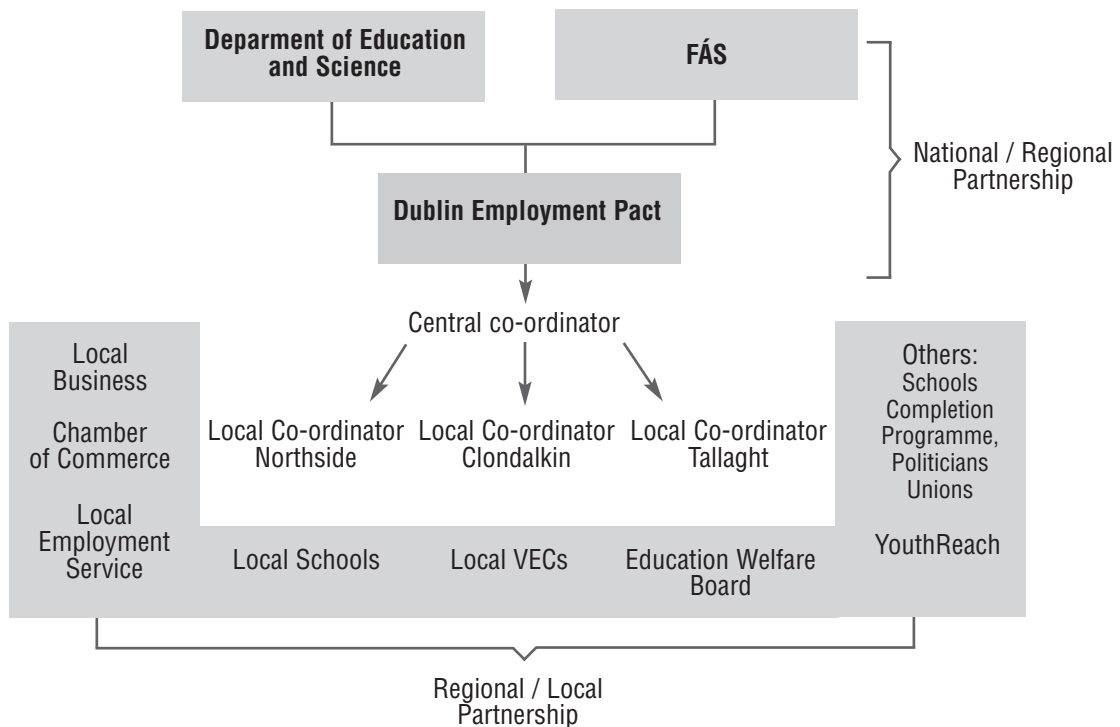 Deparment of Education
and Science
FÁS
National / Regional
Partnership
Dublin Employment Pact
Central co-ordinator
Local
Business
Chamber
of Commerce
Local
Employment
Service
Local Co-ordinator
Northside
Local Co-ordinator
Clondalkin
Local Co-ordinator
Tallaght
Others:
Schools
Completion
Programme,
Politicians
Unions
YouthReach
Local Schools
Local VECs
Education Welfare
Board
Regional / Local
Partnership